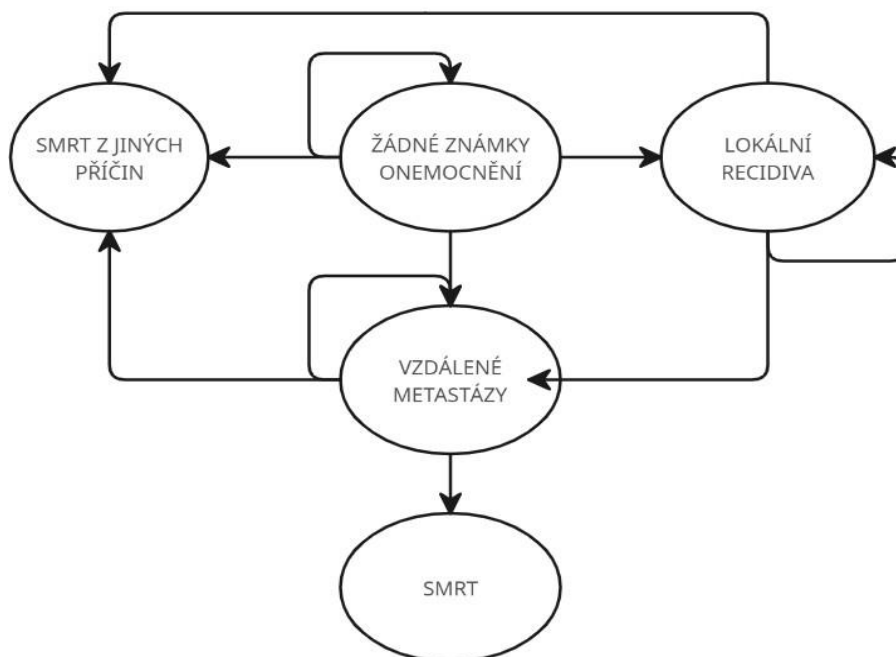 SMRT Z JINÝCH
PŘÍČIN
ŽÁDNÉ ZNÁMKY
ONEMOCNĚNÍ
LOKÁLNÍ
RECIDIVA
VZDÁLENÉ
METASTÁZY
SMRT